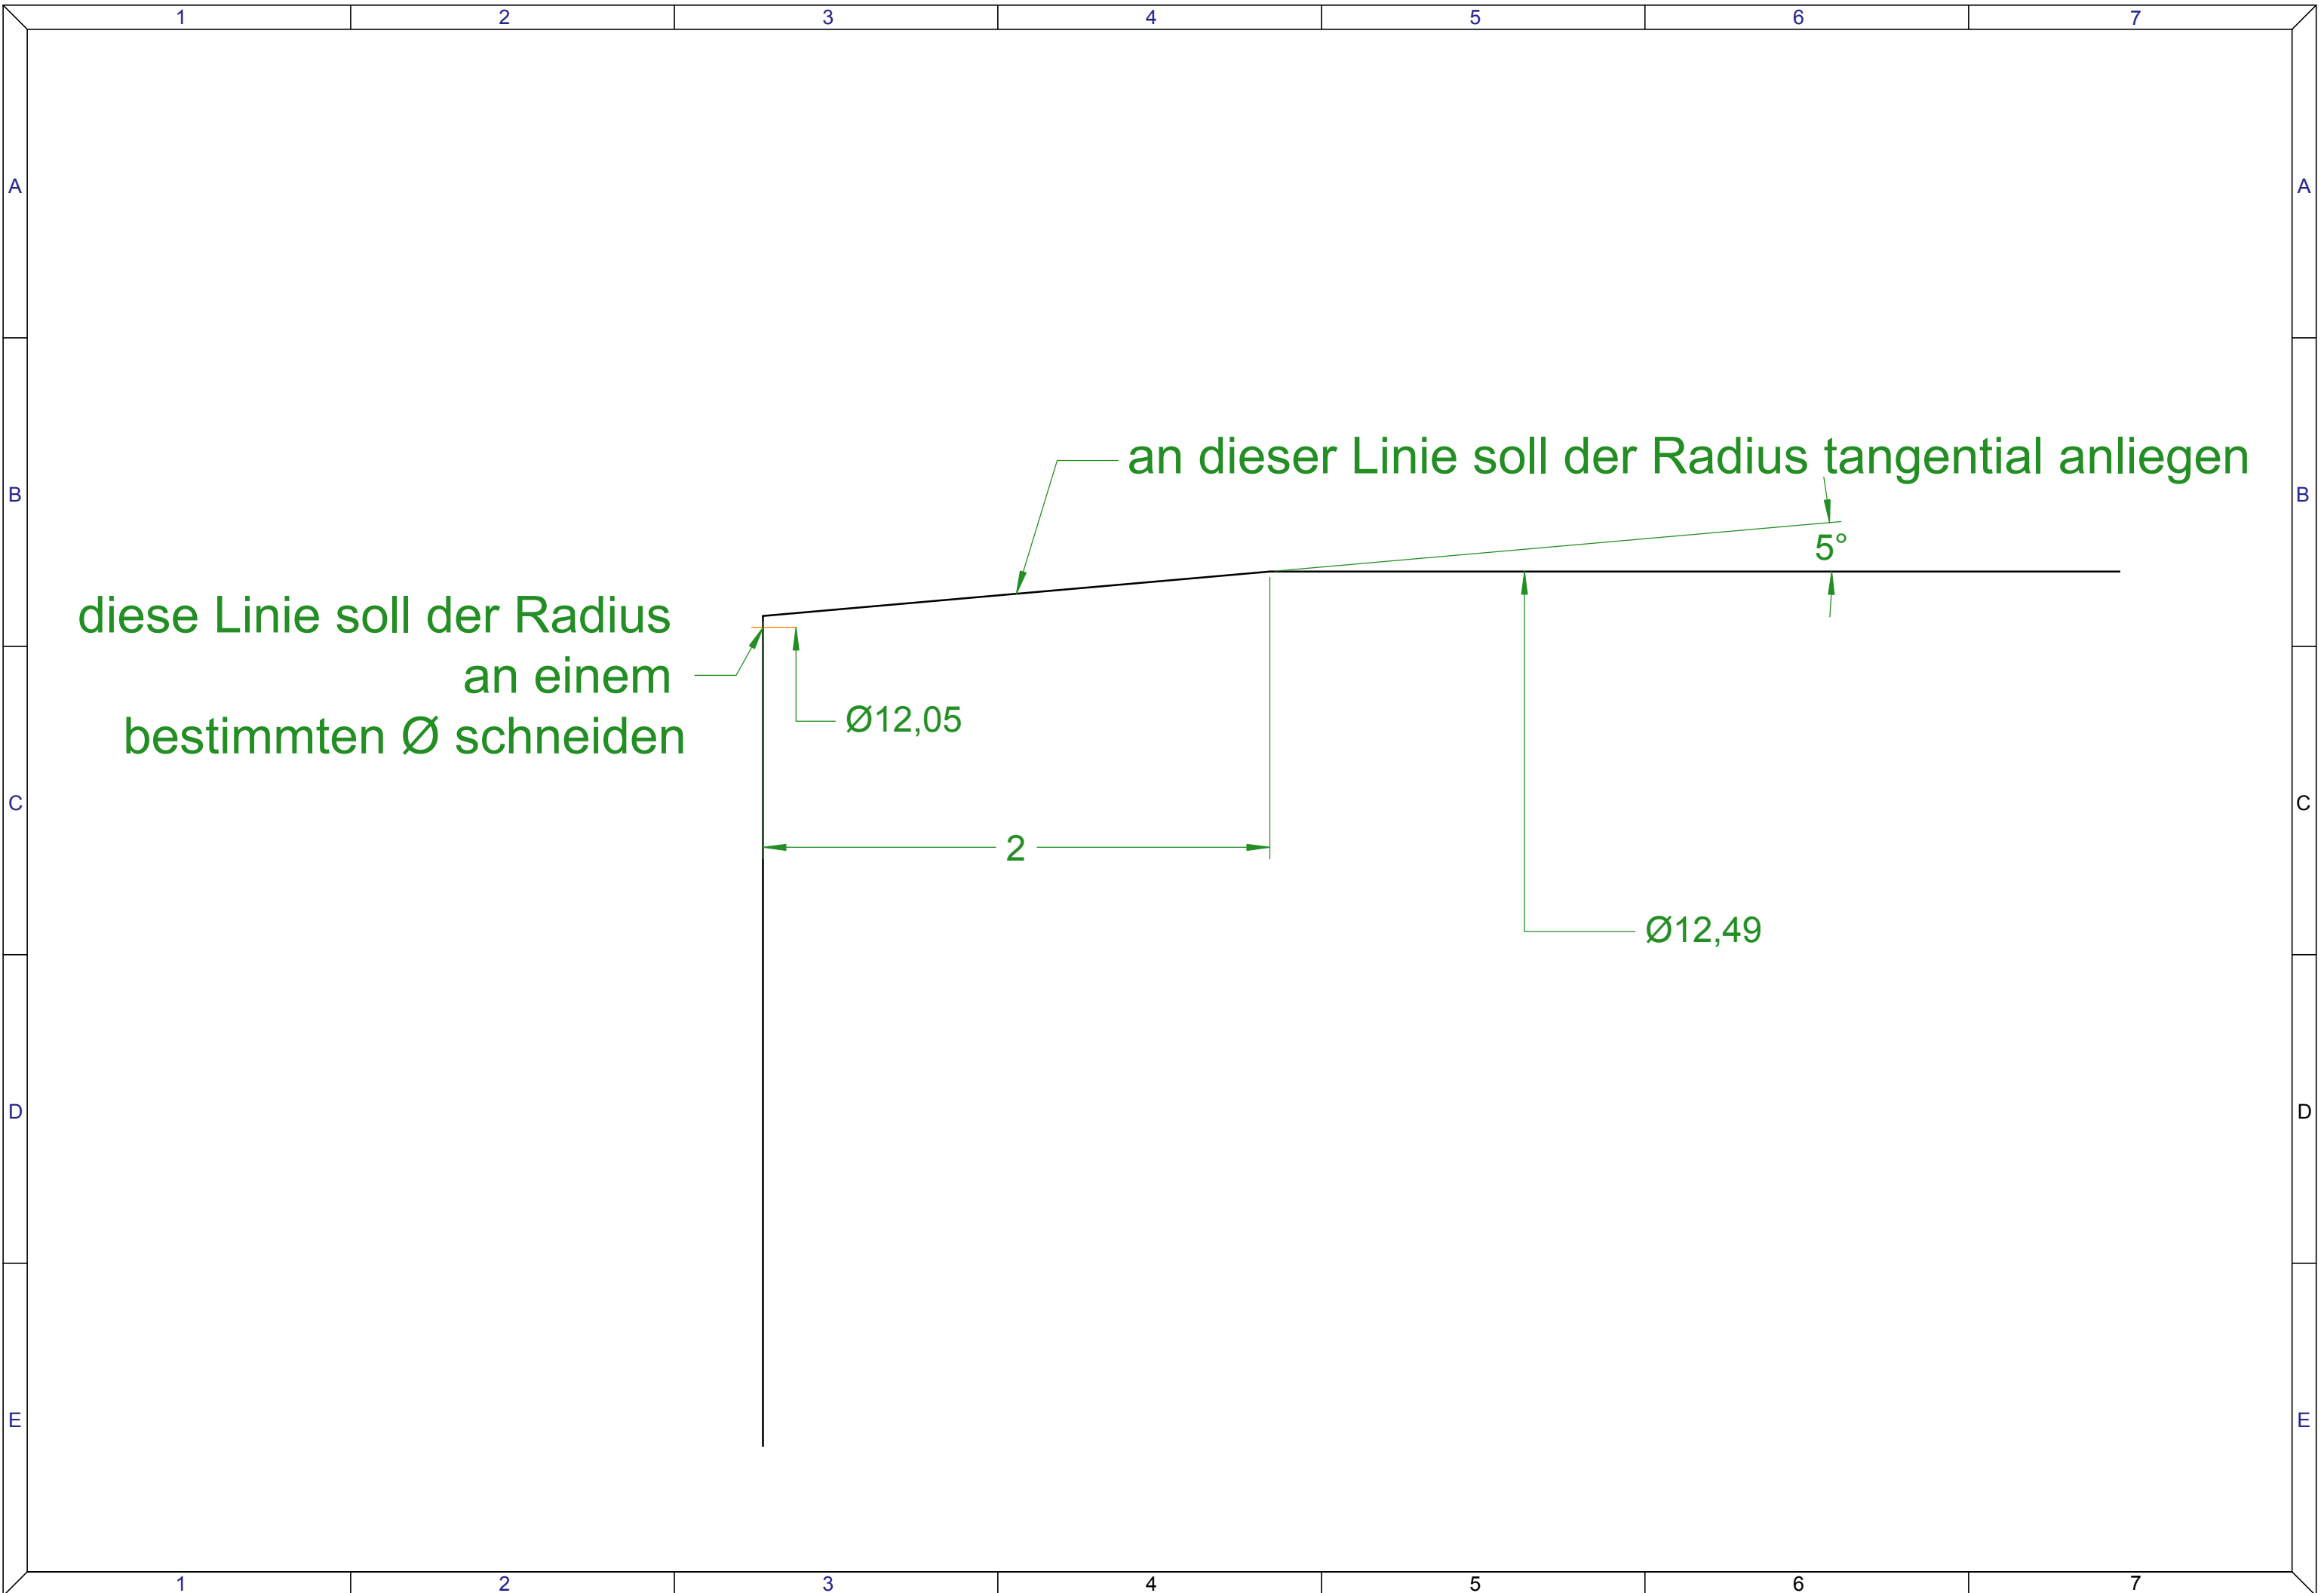 1 2 3 4 5 6 7
A A
an dieser Linie soll der Radius tangential anliegen
B B
5°
diese Linie soll der Radius
an einem
bestimmten Ø schneiden
Ø12,05
C C
2
Ø12,49
D D
E E
1 2 3 4 5 6 7